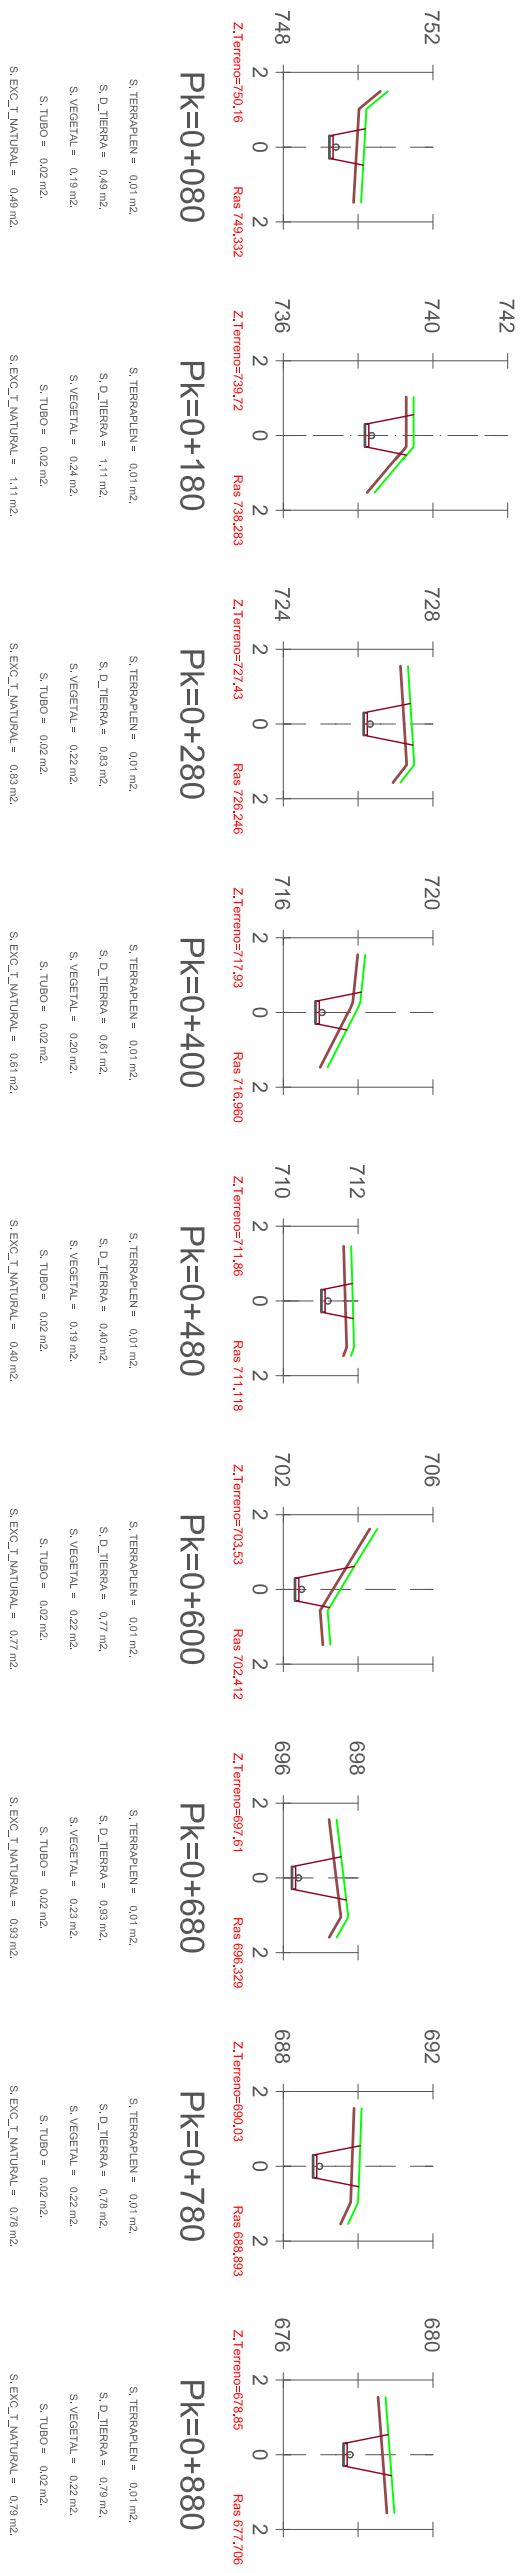 752
748
2 0 2
Z.Terreno=750.16 Ras 749.332
Pk=0+080
S. TERRAPLEN = 0.01 m2.
S. D_TIERRA = 0.49 m2.
S. VEGETAL = 0.19 m2.
S. TUBO = 0.02 m2.
S. EXC_T_NATURAL = 0.49 m2.
742
740
736
2 0 2
Z.Terreno=739.72 Ras 738.283
Pk=0+180
S. TERRAPLEN = 0.01 m2.
S. D_TIERRA = 1.11 m2.
S. VEGETAL = 0.24 m2.
S. TUBO = 0.02 m2.
S. EXC_T_NATURAL = 1.11 m2.
728
724
2 0 2
Z.Terreno=727.43 Ras 726.246
Pk=0+280
S. TERRAPLEN = 0.01 m2.
S. D_TIERRA = 0.83 m2.
S. VEGETAL = 0.22 m2.
S. TUBO = 0.02 m2.
S. EXC_T_NATURAL = 0.83 m2.
720
716
2 0 2
Z.Terreno=717.93 Ras 716.960
Pk=0+400
S. TERRAPLEN = 0.01 m2.
S. D_TIERRA = 0.61 m2.
S. VEGETAL = 0.20 m2.
S. TUBO = 0.02 m2.
S. EXC_T_NATURAL = 0.61 m2.
712
710
2 0 2
Z.Terreno=711.86 Ras 711.118
Pk=0+480
S. TERRAPLEN = 0.01 m2.
S. D_TIERRA = 0.40 m2.
S. VEGETAL = 0.19 m2.
S. TUBO = 0.02 m2.
S. EXC_T_NATURAL = 0.40 m2.
706
702
2 0 2
Z.Terreno=703.53 Ras 702.412
Pk=0+600
S. TERRAPLEN = 0.01 m2.
S. D_TIERRA = 0.77 m2.
S. VEGETAL = 0.22 m2.
S. TUBO = 0.02 m2.
S. EXC_T_NATURAL = 0.77 m2.
698
696
2 0 2
Z.Terreno=697.61 Ras 696.329
Pk=0+680
S. TERRAPLEN = 0.01 m2.
S. D_TIERRA = 0.93 m2.
S. VEGETAL = 0.23 m2.
S. TUBO = 0.02 m2.
S. EXC_T_NATURAL = 0.93 m2.
692
688
2 0 2
Z.Terreno=690.03 Ras 688.893
Pk=0+780
S. TERRAPLEN = 0.01 m2.
S. D_TIERRA = 0.78 m2.
S. VEGETAL = 0.22 m2.
S. TUBO = 0.02 m2.
S. EXC_T_NATURAL = 0.78 m2.
680
676
2 0 2
Z.Terreno=678.85 Ras 677.706
Pk=0+880
S. TERRAPLEN = 0.01 m2.
S. D_TIERRA = 0.79 m2.
S. VEGETAL = 0.22 m2.
S. TUBO = 0.02 m2.
S. EXC_T_NATURAL = 0.79 m2.